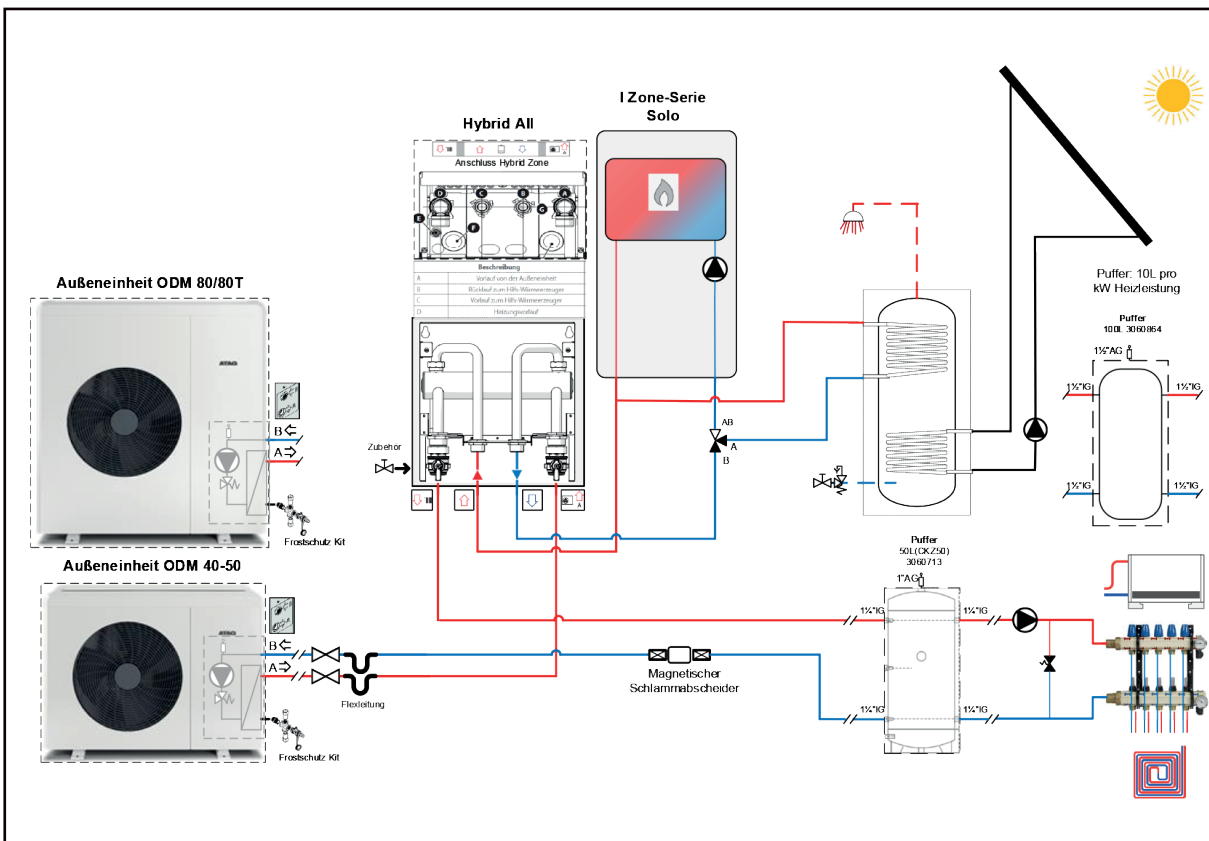 I Zone-Serie
Solo
Hybrid All
Anschluss Hybrid Zone
D
C
B
A
E
F
G
Beschreibung
A Vorlauf von der Außeneinheit
B Rücklauf zum Hilfs-Wärmeerzeuger
C Vorlauf zum Hilfs-Wärmeerzeuger
D Heizungsvorlauf
Außeneinheit ODM 80/80T
ATAG
B
A
Frostschutz Kit
Zubehör
A
AB
A
B
Puffer: 10L pro
kW Heizleistung
Puffer
100L 3060864
1½"AG
1½"IG
1½"IG
1½"IG
1½"IG
Außeneinheit ODM 40-50
ATAG
B
A
Flexleitung
Frostschutz Kit
Magnetischer
Schlammabscheider
Puffer
50L(CKZ50)
3060713
1"AG
1¼"IG
1¼"IG
1¼"IG
1¼"IG